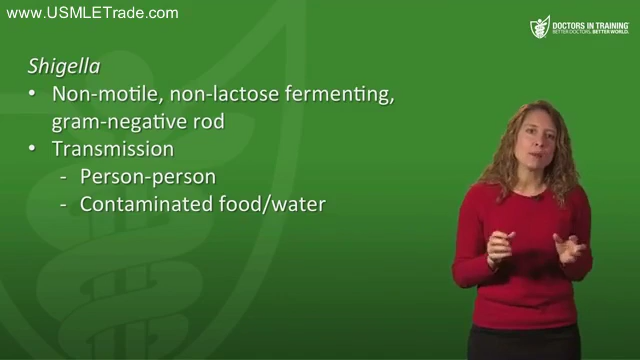 www.USMLETrade.com
DOCTORS IN TRAINING
BETTER DOCTORS. BETTER WORLD.
Shigella
• Non-motile, non-lactose fermenting,
gram-negative rod
• Transmission
- Person-person
- Contaminated food/water